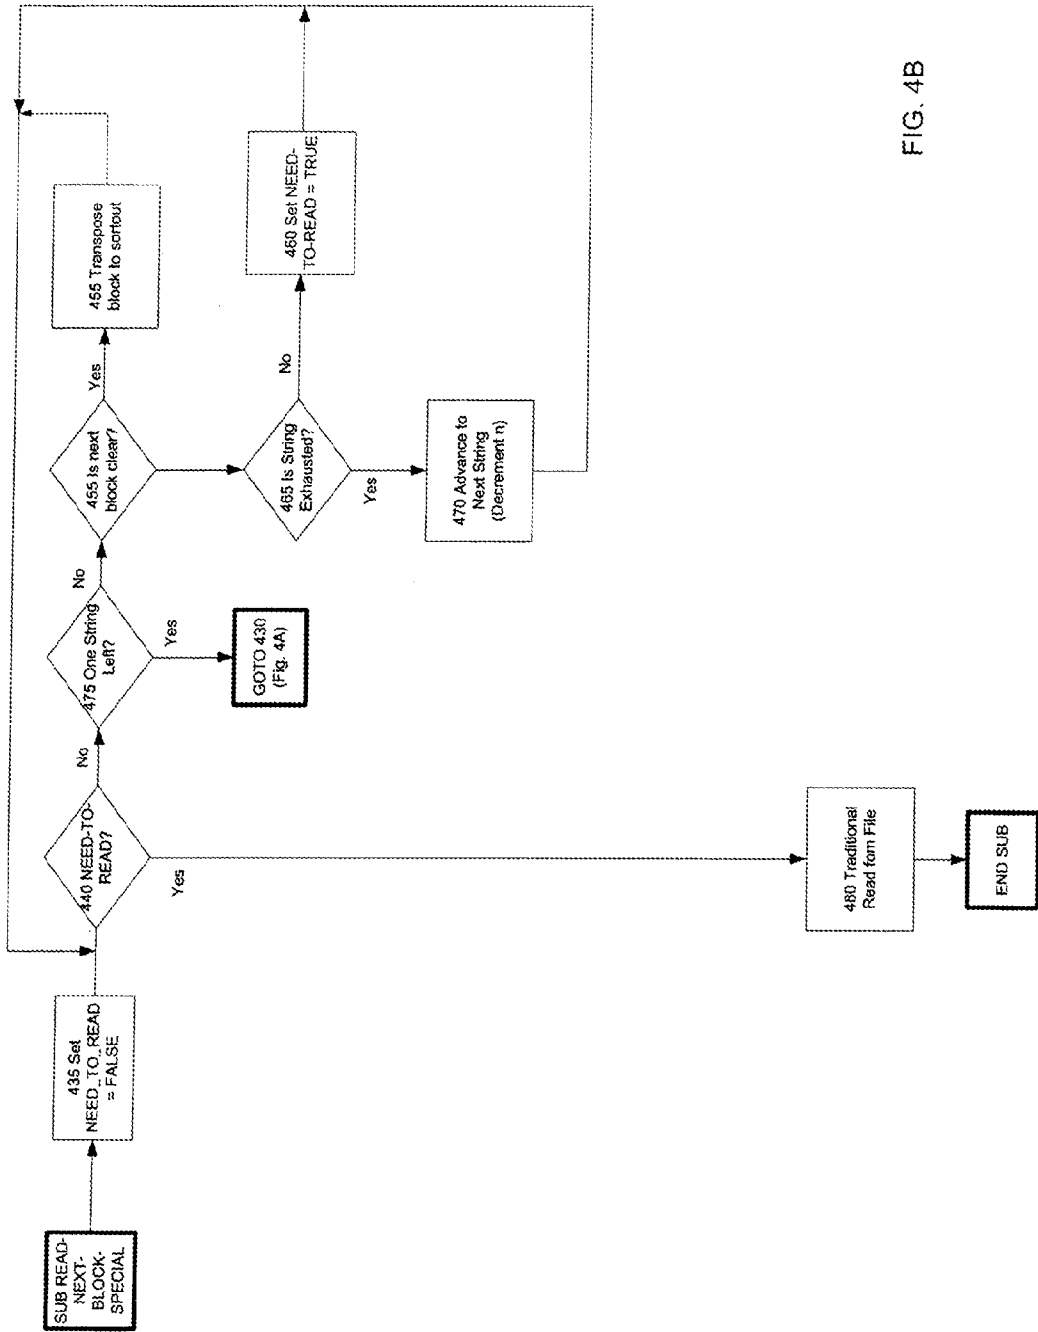 SUB READ-
NEXT-
BLOCK-
SPECIAL
435 Set
NEED_TO_READ
= FALSE
440 NEED-TO-
READ?
No
Yes
475 One String
Left?
No
Yes
GOTO 430
(Fig. 4A)
455 Is next
block clear?
Yes
455 Transpose
block to sortout
465 Is String
Exhausted?
No
Yes
460 Set NEED-
TO-READ = TRUE
470 Advance to
Next String
(Decrement n)
480 Traditional
Read fom File
END SUB
FIG. 4B